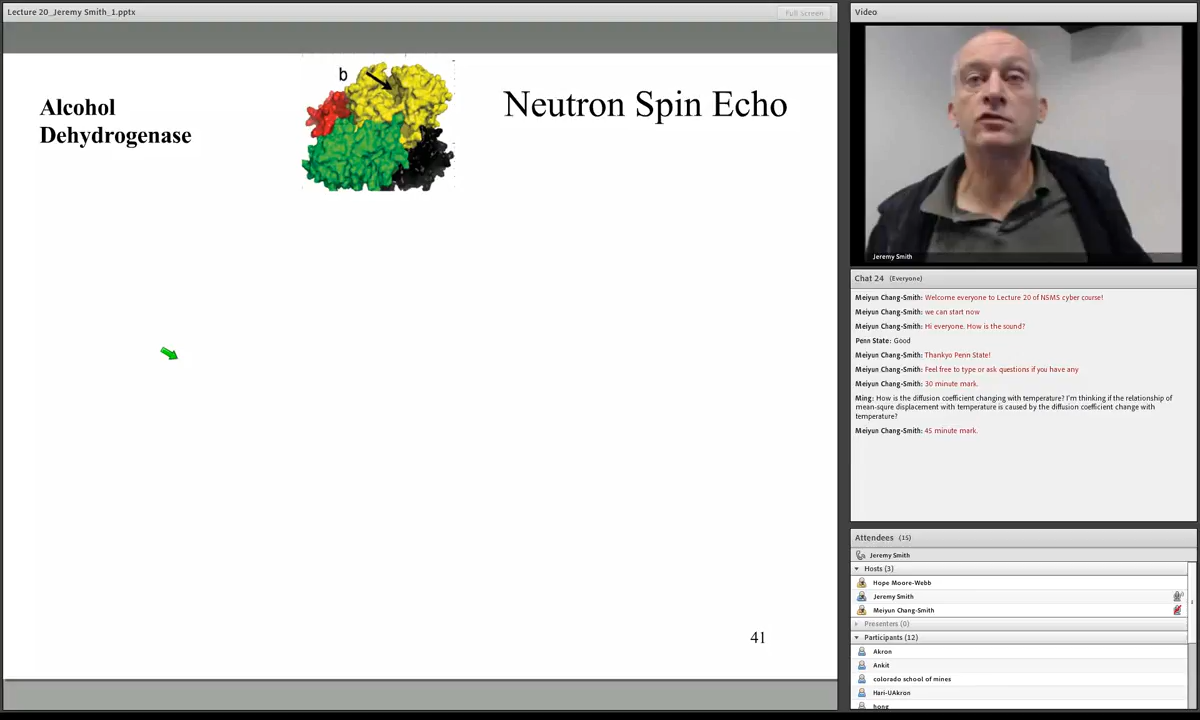 Lecture 20_Jeremy Smith_1.pptx
Full Screen
Alcohol
Dehydrogenase
b
Neutron Spin Echo
41
Video
Jeremy Smith
Chat 24 (Everyone)
Meiyun Chang-Smith: Welcome everyone to Lecture 20 of NSMS cyber course!
Meiyun Chang-Smith: we can start now
Meiyun Chang-Smith: Hi everyone. How is the sound?
Penn State: Good
Meiyun Chang-Smith: Thankyo Penn State!
Meiyun Chang-Smith: Feel free to type or ask questions if you have any
Meiyun Chang-Smith: 30 minute mark.
Ming: How is the diffusion coefficient changing with temperature? I'm thinking if the relationship of
mean-squre displacement with temperature is caused by the diffusion coefficient change with
temperature?
Meiyun Chang-Smith: 45 minute mark.
Attendees (15)
Jeremy Smith
Hosts (3)
Hope Moore-Webb
Jeremy Smith
Meiyun Chang-Smith
Presenters (0)
Participants (12)
Akron
Ankit
colorado school of mines
Hari-UAkron
hong